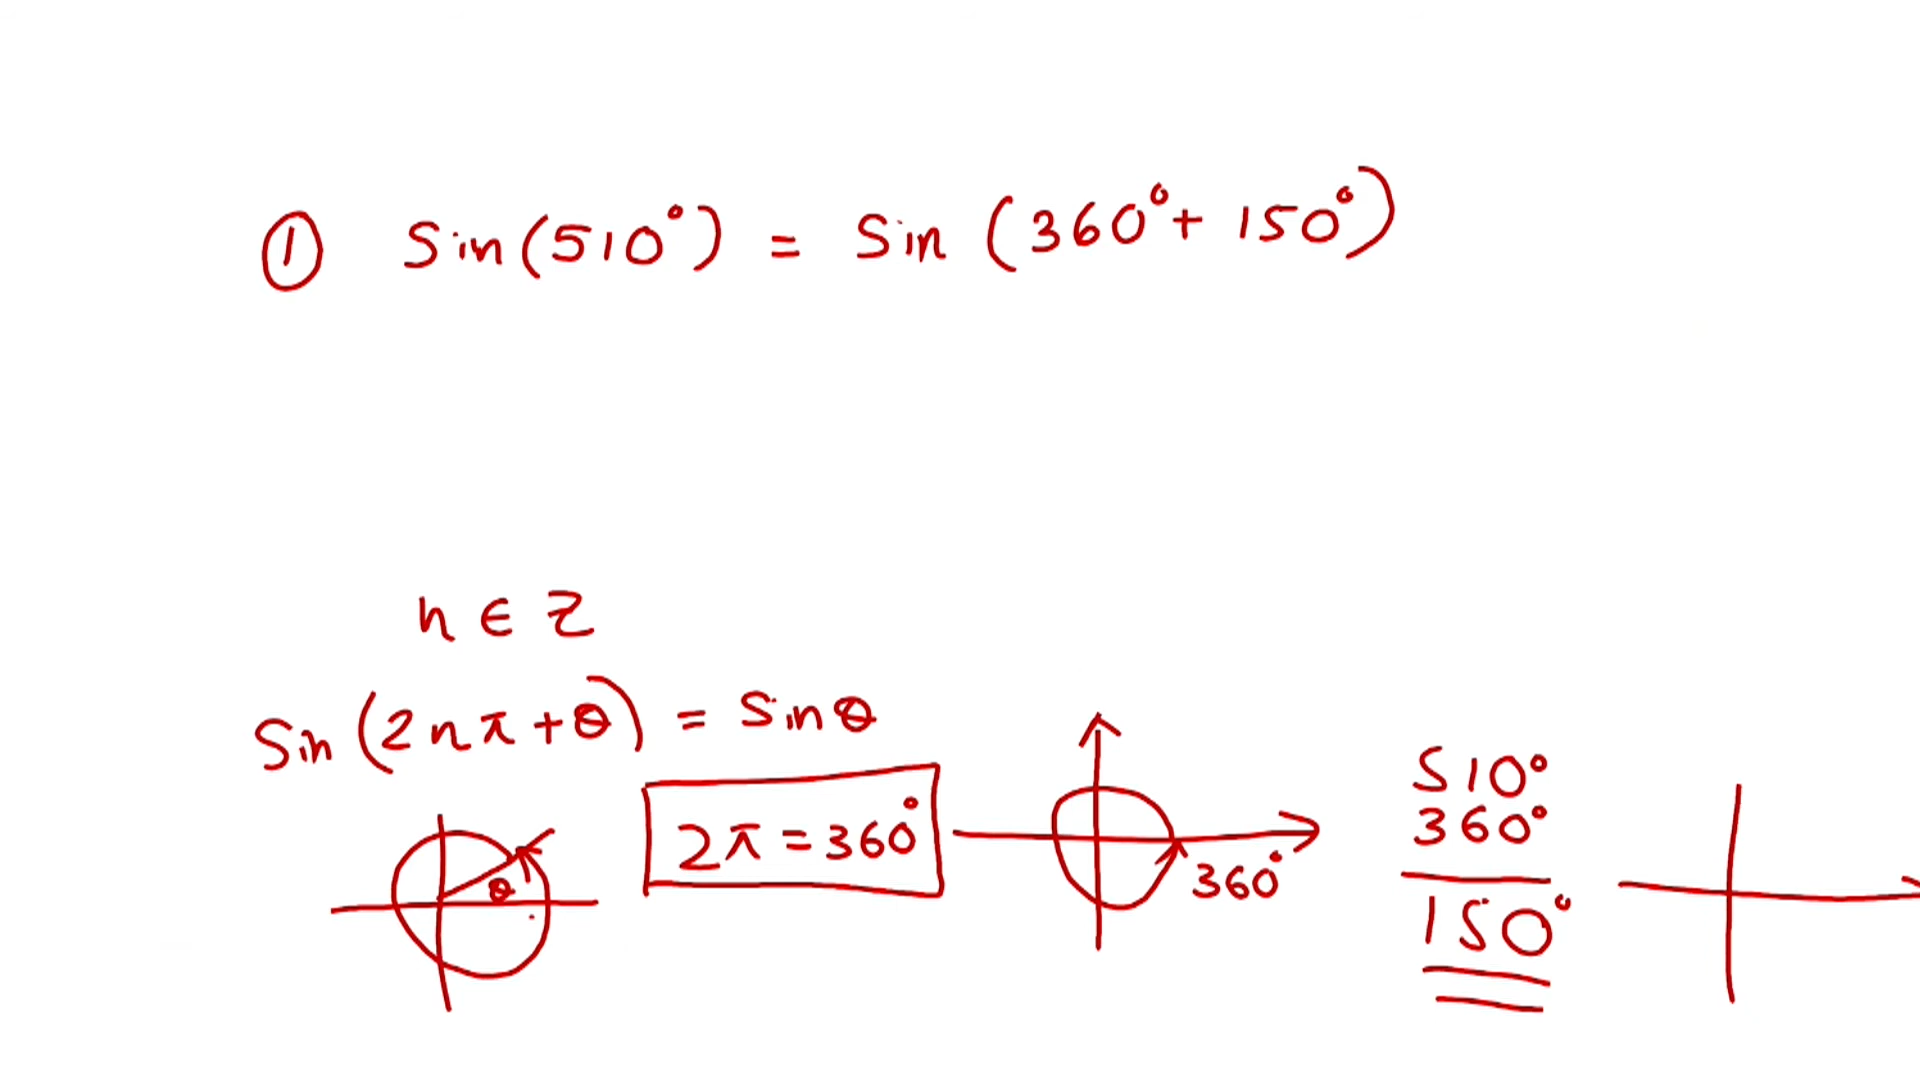 ① Sin(510°) = Sin (360° + 150°)
n ∈ Z
Sin (2nπ + θ) = Sinθ
θ
2π = 360°
360°
510°
360°
150°